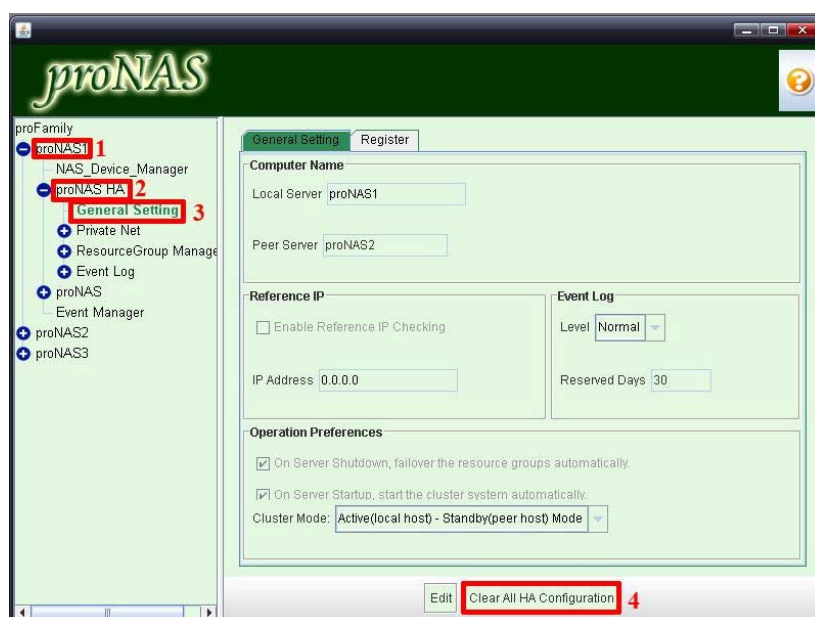 proNAS
proFamily
proNAS1 1
NAS_Device_Manager
proNAS HA 2
General Setting 3
Private Net
ResourceGroup Manage
Event Log
proNAS
Event Manager
proNAS2
proNAS3
General Setting Register
Computer Name
Local Server proNAS1
Peer Server proNAS2
Reference IP Event Log
Enable Reference IP Checking Level Normal
IP Address 0.0.0.0 Reserved Days 30
Operation Preferences
On Server Shutdown, failover the resource groups automatically.
On Server Startup, start the cluster system automatically.
Cluster Mode: Active(local host) - Standby(peer host) Mode
Edit Clear All HA Configuration 4